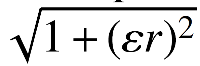 √1 + (εr)²